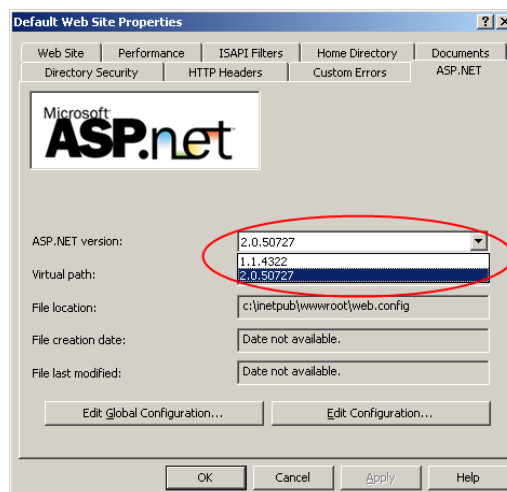 Default Web Site Properties
Web Site Performance ISAPI Filters Home Directory Documents
Directory Security HTTP Headers Custom Errors ASP.NET
Microsoft
ASP.net
ASP.NET version: 2.0.50727
1.1.4322
Virtual path: 2.0.50727
File location: c:\inetpub\wwwroot\web.config
File creation date: Date not available.
File last modified: Date not available.
Edit Global Configuration... Edit Configuration...
OK Cancel Apply Help